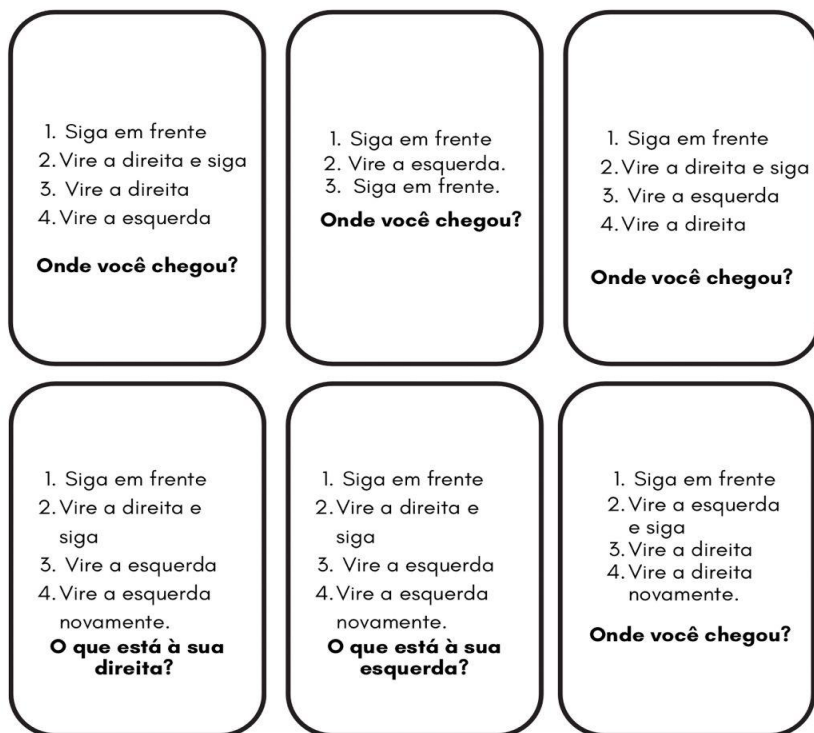 1. Siga em frente
2. Vire a direita e siga
3. Vire a direita
4. Vire a esquerda
Onde você chegou?
1. Siga em frente
2. Vire a esquerda.
3. Siga em frente.
Onde você chegou?
1. Siga em frente
2. Vire a direita e siga
3. Vire a esquerda
4. Vire a direita
Onde você chegou?
1. Siga em frente
2. Vire a direita e
siga
3. Vire a esquerda
4. Vire a esquerda
novamente.
O que está à sua
direita?
1. Siga em frente
2. Vire a direita e
siga
3. Vire a esquerda
4. Vire a esquerda
novamente.
O que está à sua
esquerda?
1. Siga em frente
2. Vire a esquerda
e siga
3. Vire a direita
4. Vire a direita
novamente.
Onde você chegou?